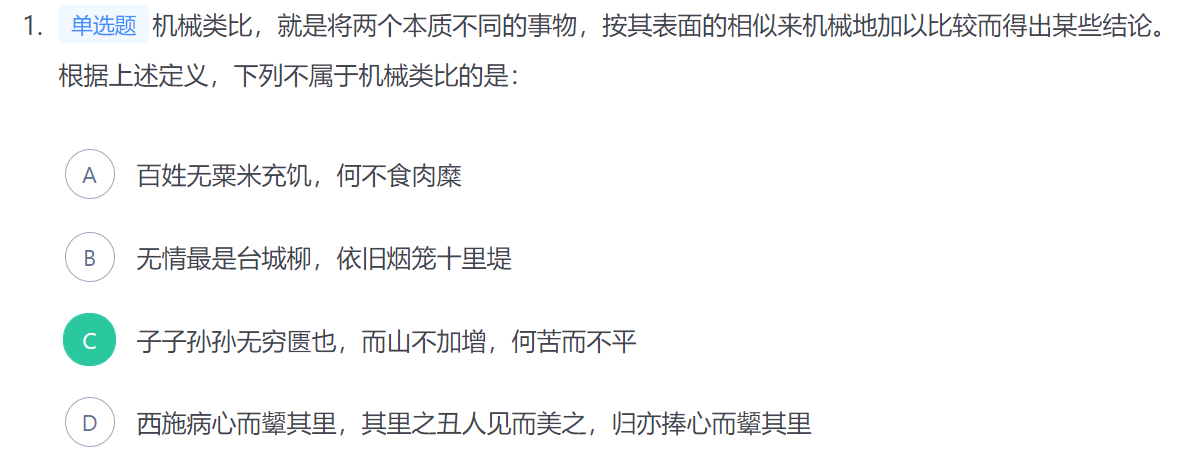 1. 单选题 机械类比，就是将两个本质不同的事物，按其表面的相似来机械地加以比较而得出某些结论。
根据上述定义，下列不属于机械类比的是：
A 百姓无粟米充饥，何不食肉糜
B 无情最是台城柳，依旧烟笼十里堤
C 子子孙孙无穷匮也，而山不加增，何苦而不平
D 西施病心而颦其里，其里之丑人见而美之，归亦捧心而颦其里